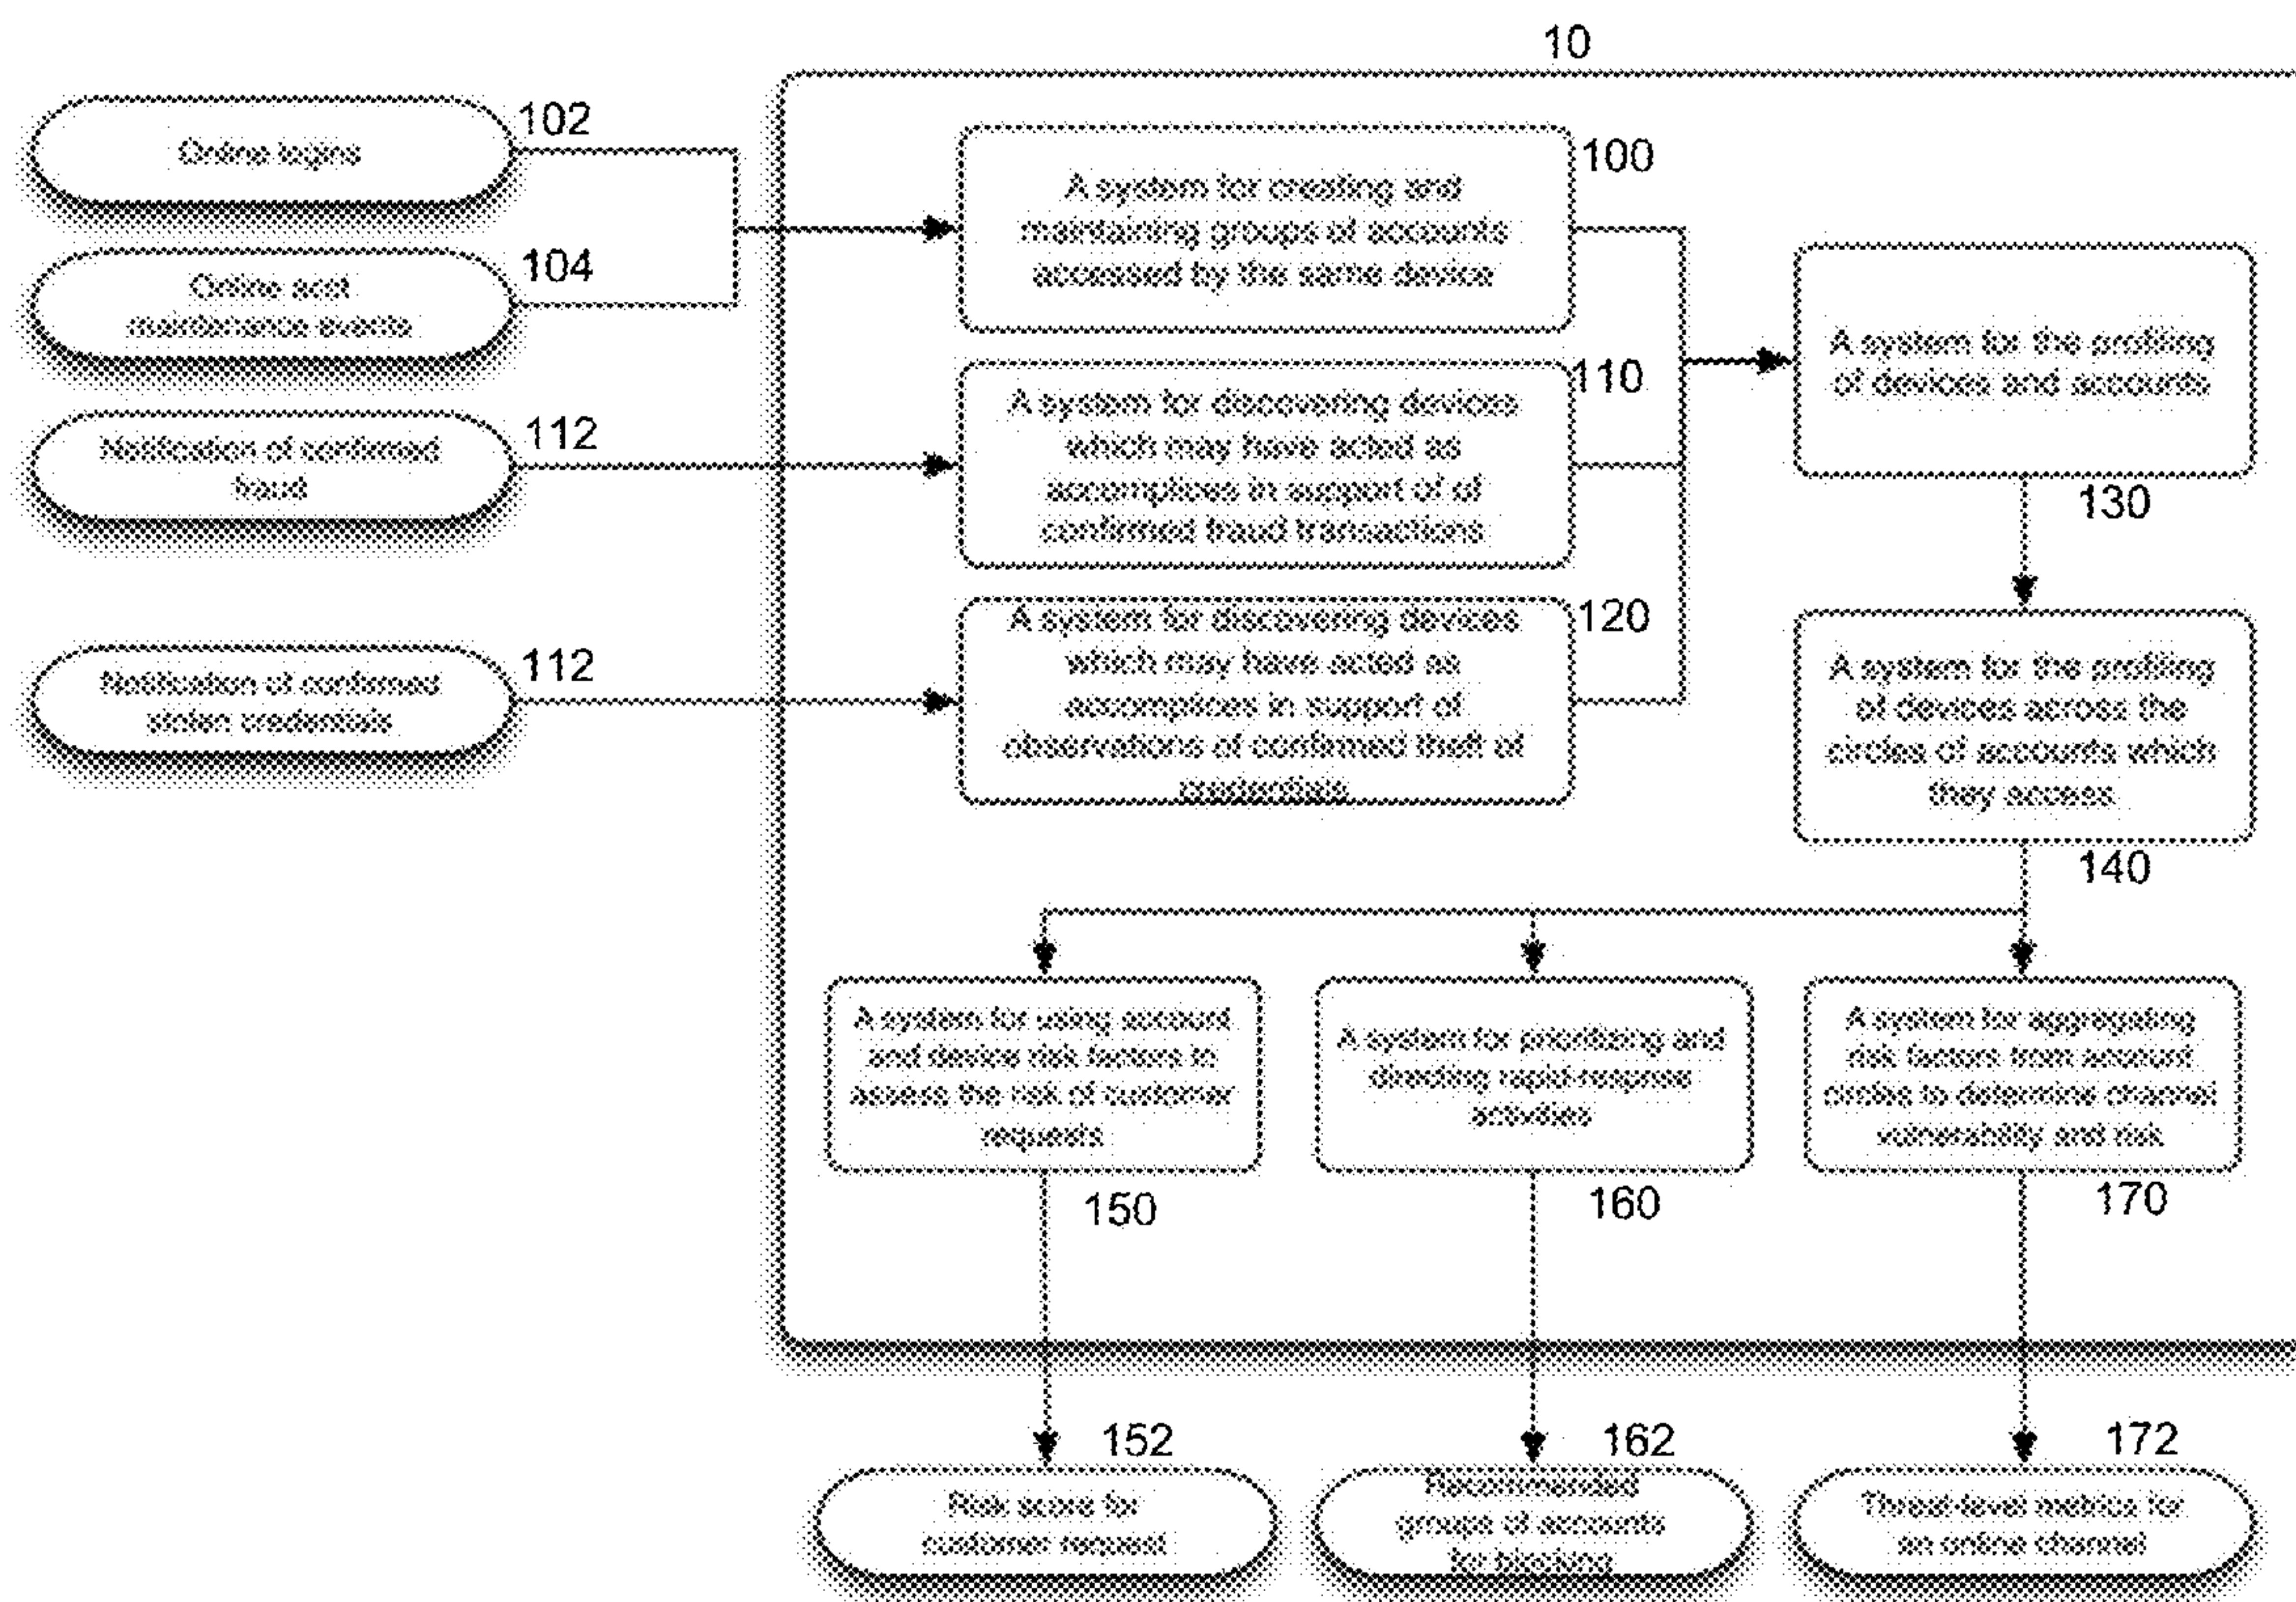 10
Online logins
102
Online acct
maintenance events
104
Notification of confirmed
fraud
112
Notification of confirmed
stolen credentials
112
A system for creating and
maintaining groups of accounts
accessed by the same device
100
A system for discovering devices
which may have acted as
accomplices in support of of
confirmed fraud transactions
110
A system for discovering devices
which may have acted as
accomplices in support of
observations of confirmed theft of
credentials
120
A system for the profiling
of devices and accounts
130
A system for the profiling
of devices across the
circles of accounts which
they access
140
A system for using account
and device risk factors in
assess the risk of customer
requests
150
A system for prioritizing and
directing rapid-response
activities
160
A system for aggregating
risk factors from account
circles to determine channel
vulnerability and risk
170
152
Risk score for
customer request
162
Recommended
groups of accounts
for blocking
172
Threat-level metrics for
an online channel